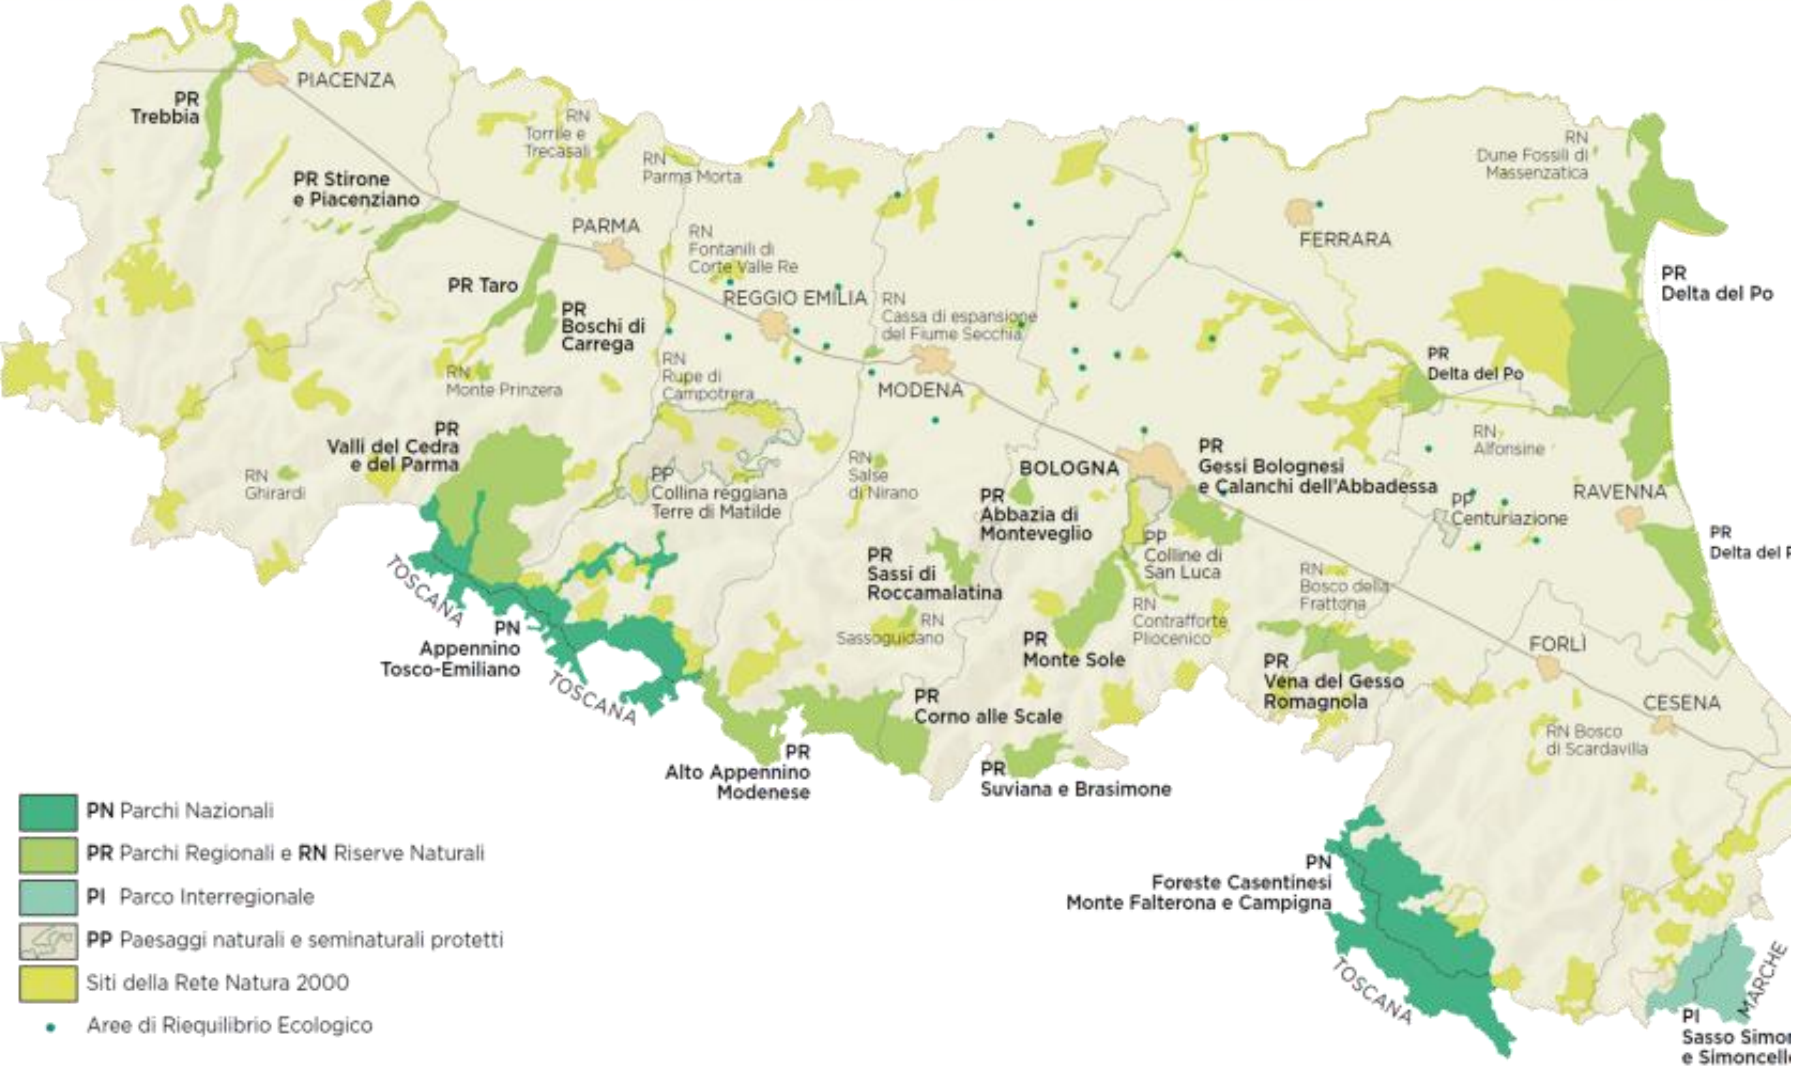 PIACENZA
PR
Trebbia
RN
Torrile e
Trecasali
RN
Parma Morta
RN
Dune Fossili di
Massenzatica
PR Stirone
e Piacenziano
PARMA
RN
Fontanili di
Corte Valle Re
FERRARA
PR Taro
PR
Boschi di
Carrega
REGGIO EMILIA
RN
Cassa di espansione
del Fiume Secchia
PR
Delta del Po
RN
Monte Prinzera
RN
Rupe di
Campotrera
MODENA
PR
Delta del Po
PR
Valli del Cedra
e del Parma
RN
Ghirardi
PP
Collina reggiana
Terre di Matilde
RN
Salse
di Nirano
BOLOGNA
PR
Abbazia di
Monteveglio
PR
Gessi Bolognesi
e Calanchi dell'Abbadessa
RN
Alfonsine
PP
Centuriazione
RAVENNA
PR
Delta del P
TOSCANA
PN
Appennino
Tosco-Emiliano
TOSCANA
PR
Sassi di
Roccamalatina
RN
Sassoguidano
PP
Colline di
San Luca
RN
Contrafforte
Pliocenico
PR
Monte Sole
RN
Bosco della
Frattona
PR
Vena del Gesso
Romagnola
FORLÌ
CESENA
RN Bosco
di Scardavilla
PR
Corno alle Scale
PR
Alto Appennino
Modenese
PR
Suviana e Brasimone
PN
Foreste Casentinesi
Monte Falterona e Campigna
TOSCANA
MARCHE
PI
Sasso Simo
e Simoncell
PN Parchi Nazionali
PR Parchi Regionali e RN Riserve Naturali
PI Parco Interregionale
PP Paesaggi naturali e seminaturali protetti
Siti della Rete Natura 2000
Aree di Riequilibrio Ecologico